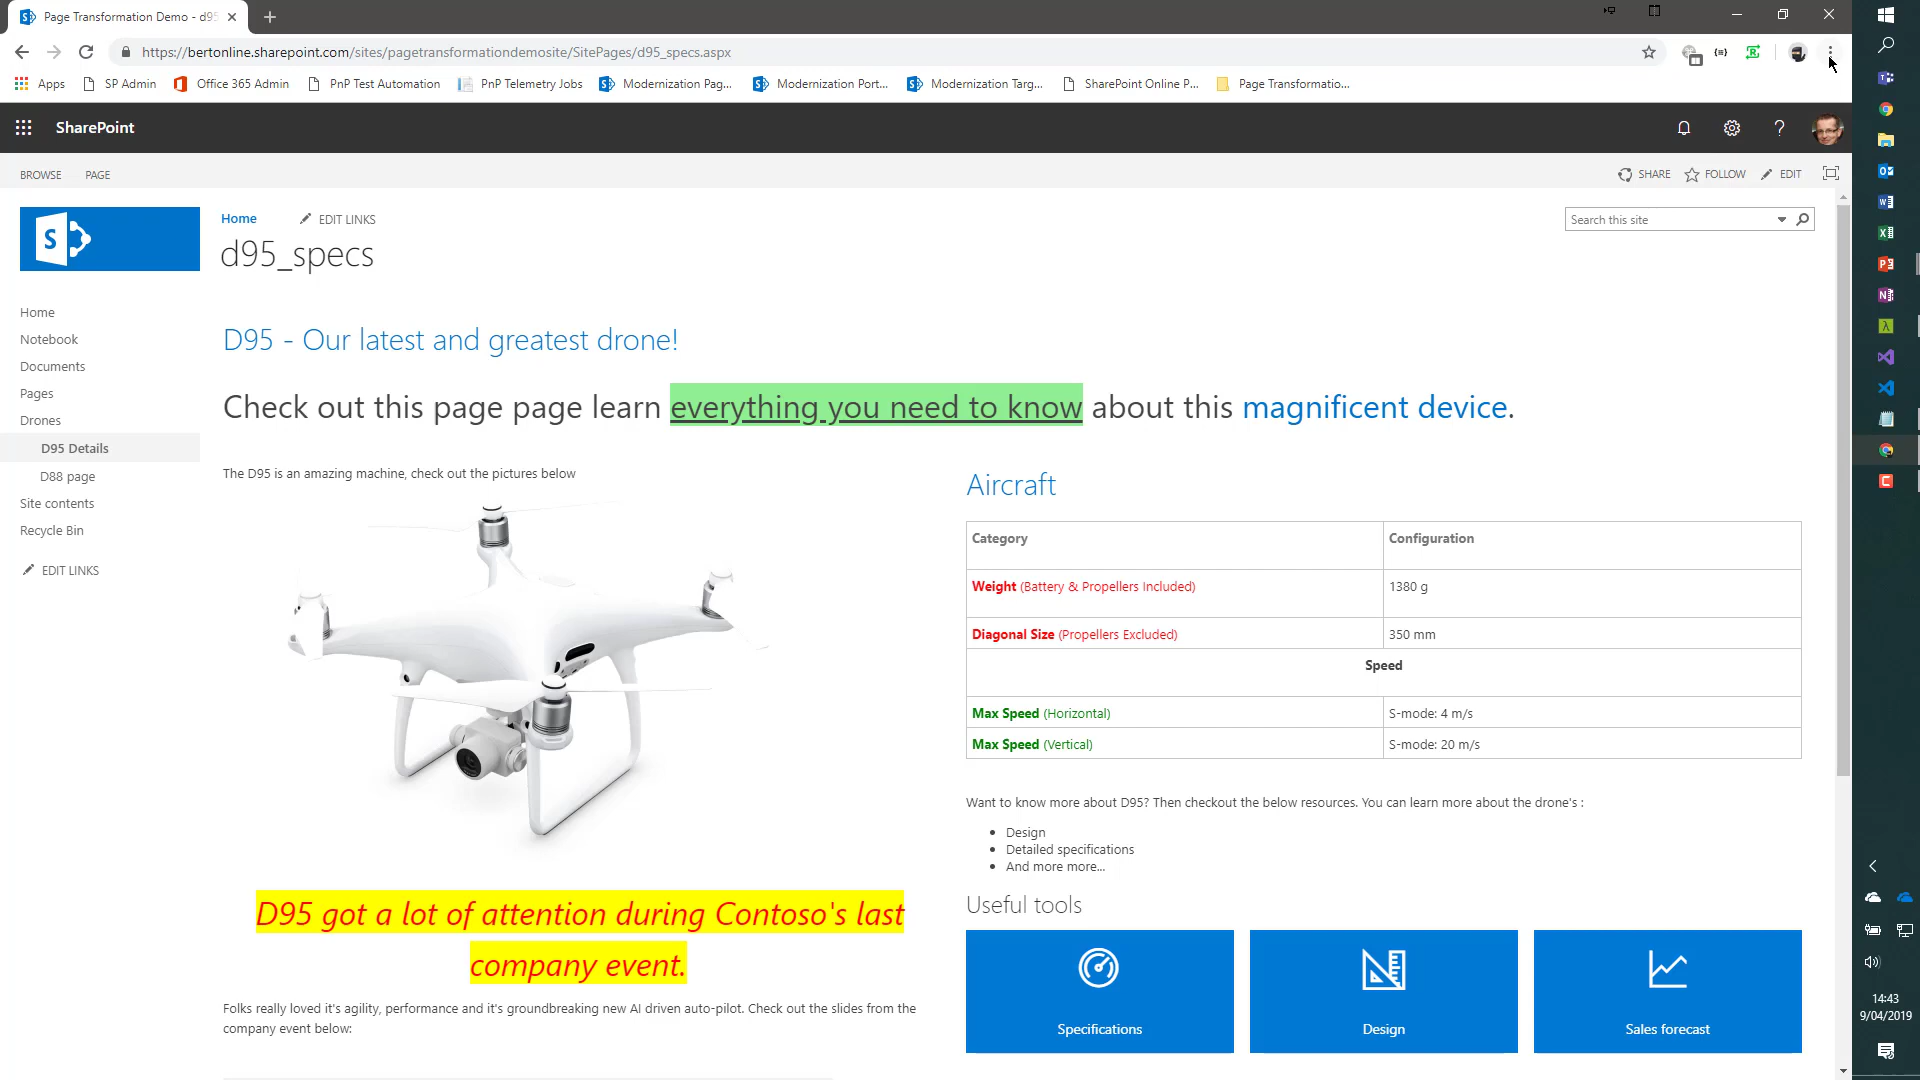 Page Transformation Demo - d95
https://bertonline.sharepoint.com/sites/pagetransformationdemosite/SitePages/d95_specs.aspx
Apps SP Admin Office 365 Admin PnP Test Automation PnP Telemetry Jobs Modernization Pag... Modernization Port... Modernization Targ... SharePoint Online P... Page Transformatio...
SharePoint
BROWSE PAGE SHARE FOLLOW EDIT
Home EDIT LINKS Search this site
d95_specs
Home
Notebook
Documents
Pages
Drones
D95 Details
D88 page
Site contents
Recycle Bin
EDIT LINKS
D95 - Our latest and greatest drone!
Check out this page page learn everything you need to know about this magnificent device.
The D95 is an amazing machine, check out the pictures below
D95 got a lot of attention during Contoso's last
company event.
Folks really loved it's agility, performance and it's groundbreaking new AI driven auto-pilot. Check out the slides from the
company event below:
Aircraft
Category Configuration
Weight (Battery & Propellers Included) 1380 g
Diagonal Size (Propellers Excluded) 350 mm
Speed
Max Speed (Horizontal) S-mode: 4 m/s
Max Speed (Vertical) S-mode: 20 m/s
Want to know more about D95? Then checkout the below resources. You can learn more about the drone's :
Design
Detailed specifications
And more more...
Useful tools
Specifications Design Sales forecast
14:43
9/04/2019